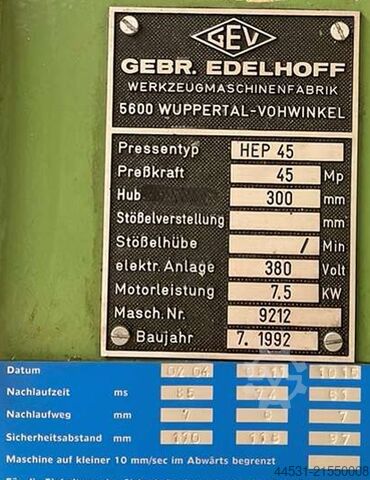 GEV
GEBR. EDELHOFF
WERKZEUGMASCHINENFABRIK
5600 WUPPERTAL-VOHWINKEL
Pressentyp HEP 45
Preßkraft 45 Mp
Hub 300 mm
Stößelverstellung mm
Stößelhübe / Min
elektr. Anlage 380 Volt
Motorleistung 7,5 KW
Masch. Nr. 9212
Baujahr 7. 1992
Datum
Nachlaufzeit ms
Nachlaufweg mm 7
Sicherheitsabstand mm
Maschine auf kleiner 10 mm/sec im Abwärts begrenzt
44531-21550008